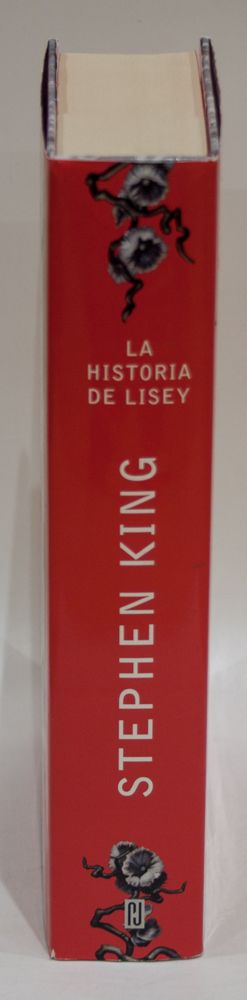 LA
HISTORIA
DE LISEY
STEPHEN KING